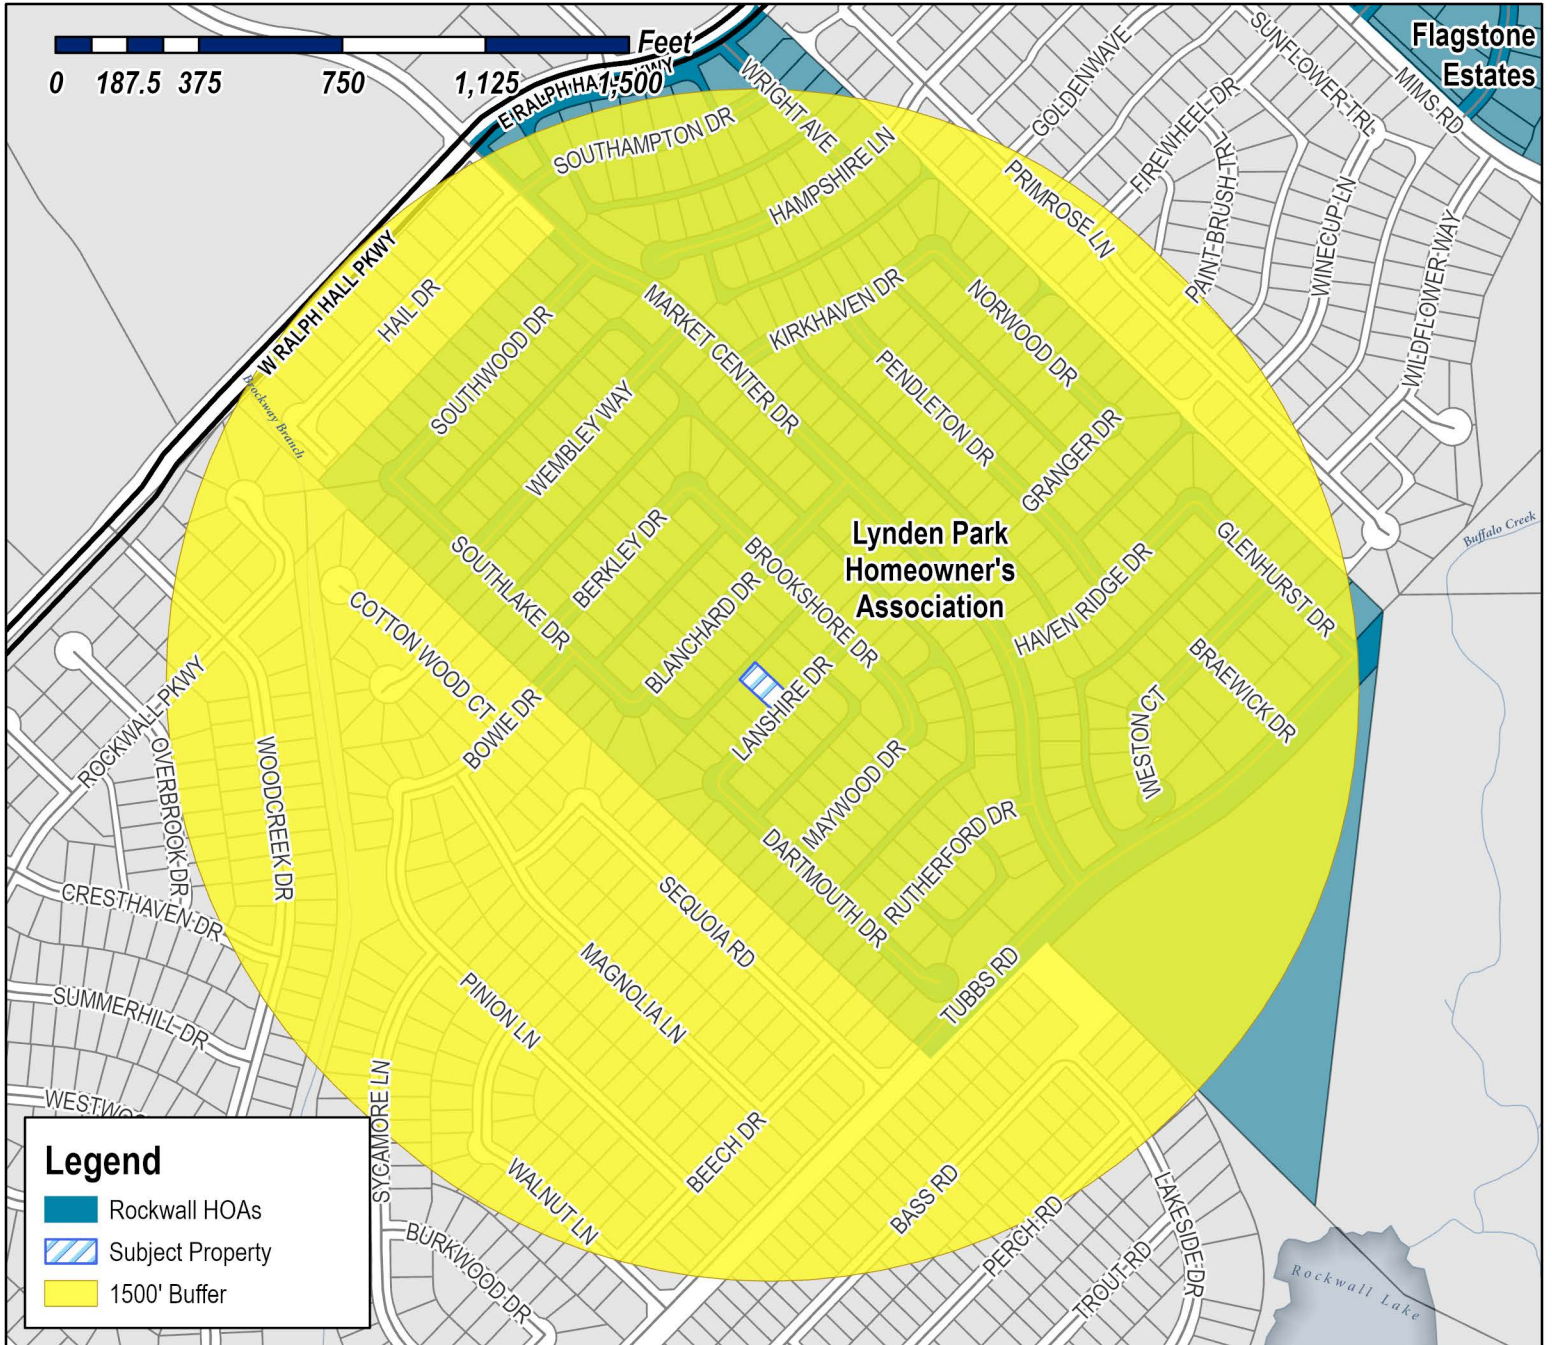 Feet
0 187.5 375 750 1,125 1,500
E RALPH HALL PKWY
Flagstone
Estates
WRIGHT AVE
SOUTHAMPTON DR
HAMPSHIRE LN
GOLDENWAVE
SUNFLOWER-TRL
MIMS RD
FIREWHEEL DR
PRIMROSE LN
PAINT-BRUSH-TRL
WINECUP-LN
WILDFLOWER-WAY
W RALPH HALL PKWY
HAIL DR
Brockway Branch
SOUTHWOOD DR
MARKET CENTER DR
KIRKHAVEN DR
NORWOOD DR
WEMBLEY WAY
PENDLETON DR
GRANGER DR
Buffalo Creek
SOUTHLAKE DR
BERKLEY DR
BROOKSHORE DR
BLANCHARD DR
Lynden Park
Homeowner's
Association
HAVEN RIDGE DR
GLENHURST DR
COTTON WOOD CT
BOWIE DR
LANSHIRE DR
BRAEWICK DR
WESTON CT
ROCKWALL-PKWY
OVERBROOK-DR
WOODCREEK DR
MAYWOOD DR
DARTMOUTH DR
RUTHERFORD DR
CRESTHAVEN-DR
SEQUOIA RD
MAGNOLIA LN
TUBBS RD
SUMMERHILL-DR
PINION LN
SYCAMORE LN
BEECH DR
WALNUT LN
BASS RD
PERCH-RD
LAKESIDE-DR
TROUT-RD
BURKWOOD-DR
Rockwall Lake
Legend
Rockwall HOAs
Subject Property
1500' Buffer